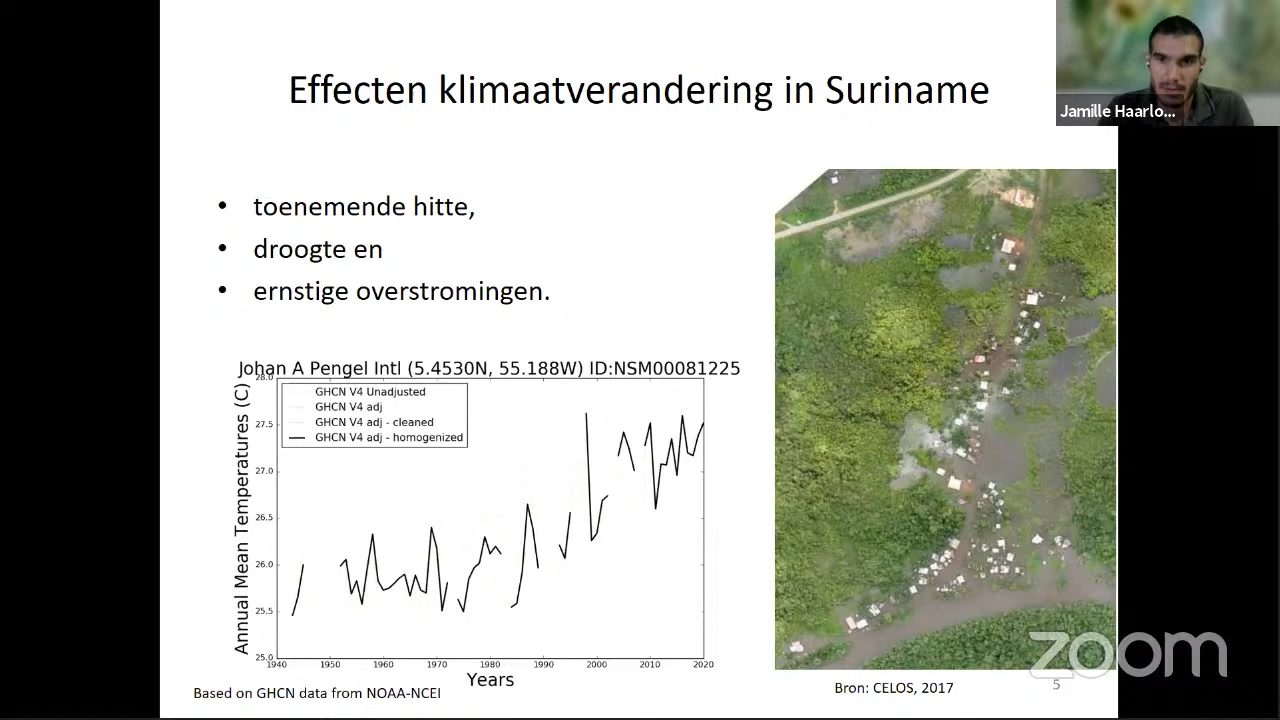 Effecten klimaatverandering in Suriname
Jamille Haarlo...
• toenemende hitte,
• droogte en
• ernstige overstromingen.
Johan A Pengel Intl (5.4530N, 55.188W) ID:NSM00081225
GHCN V4 Unadjusted
GHCN V4 adj
GHCN V4 adj - cleaned
GHCN V4 adj - homogenized
Annual Mean Temperatures (C)
28.0
27.5
27.0
26.5
26.0
25.5
25.0
1940 1950 1960 1970 1980 1990 2000 2010 2020
Years
Based on GHCN data from NOAA-NCEI
Bron: CELOS, 2017
5
zoom